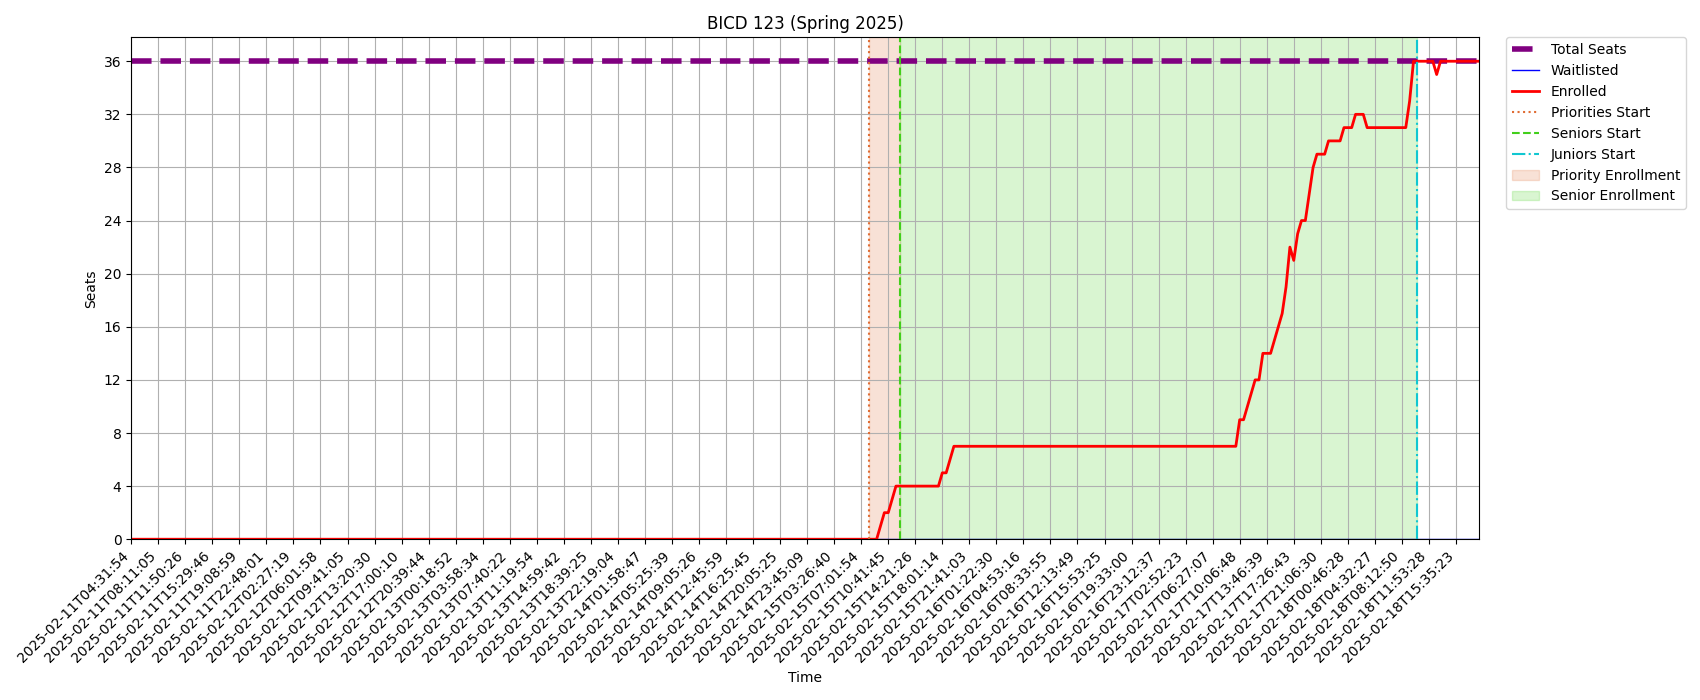 BICD 123 (Spring 2025)
Total Seats
Waitlisted
Enrolled
Priorities Start
Seniors Start
Juniors Start
Priority Enrollment
Senior Enrollment
Seats
36
32
28
24
20
16
12
8
4
0
2025-02-11T04:31:54
2025-02-11T08:11:05
2025-02-11T11:50:26
2025-02-11T15:29:46
2025-02-11T19:08:59
2025-02-11T22:48:01
2025-02-12T02:27:19
2025-02-12T06:01:58
2025-02-12T09:41:05
2025-02-12T13:20:30
2025-02-12T17:00:10
2025-02-12T20:39:44
2025-02-13T00:18:52
2025-02-13T03:58:34
2025-02-13T07:40:22
2025-02-13T11:19:54
2025-02-13T14:59:42
2025-02-13T18:39:25
2025-02-13T22:19:04
2025-02-14T01:58:47
2025-02-14T05:25:39
2025-02-14T09:05:26
2025-02-14T12:45:59
2025-02-14T16:25:45
2025-02-14T20:05:25
2025-02-14T23:45:09
2025-02-15T03:26:40
2025-02-15T07:01:54
2025-02-15T10:41:45
2025-02-15T14:21:26
2025-02-15T18:01:14
2025-02-15T21:41:03
2025-02-16T01:22:30
2025-02-16T04:53:16
2025-02-16T08:33:55
2025-02-16T12:13:49
2025-02-16T15:53:25
2025-02-16T19:33:00
2025-02-16T23:12:37
2025-02-17T02:52:23
2025-02-17T06:27:07
2025-02-17T10:06:48
2025-02-17T13:46:39
2025-02-17T17:26:43
2025-02-17T21:06:30
2025-02-18T00:46:28
2025-02-18T04:32:27
2025-02-18T08:12:50
2025-02-18T11:53:28
2025-02-18T15:35:23
Time